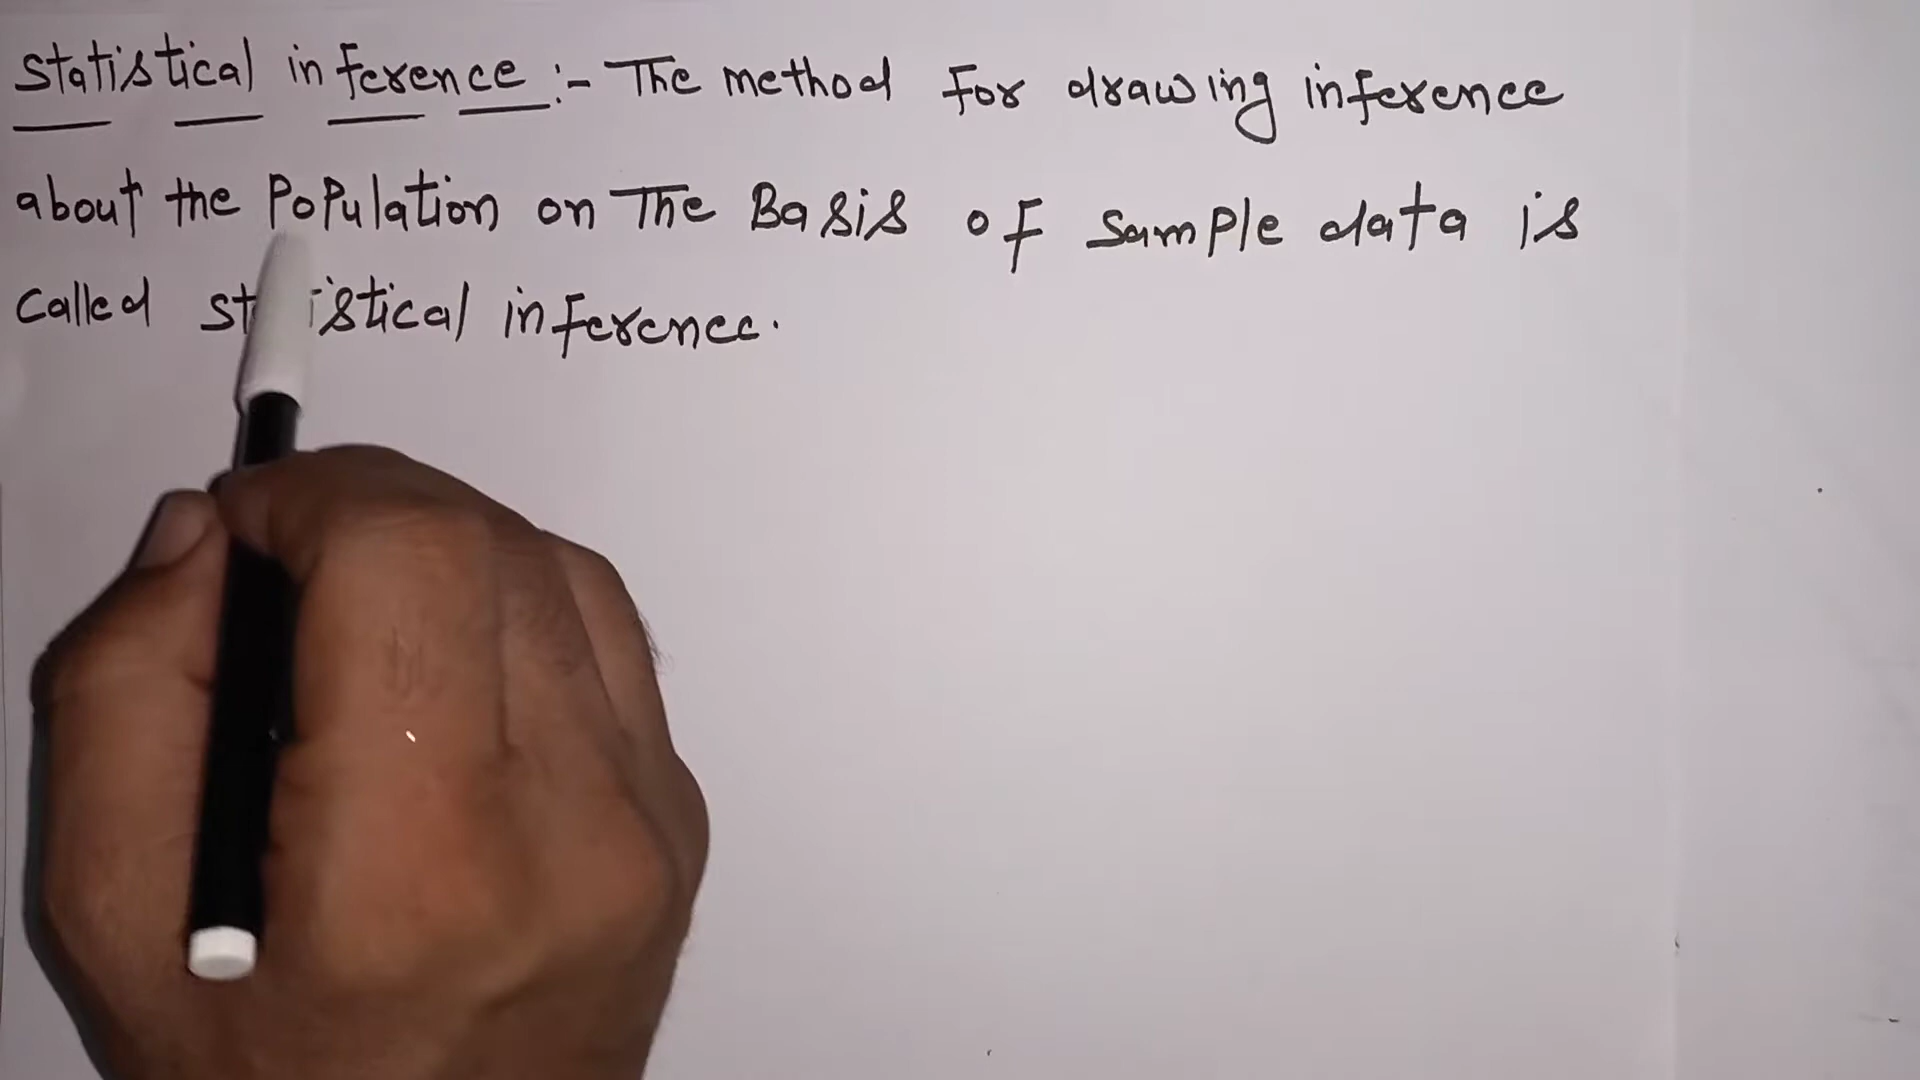 Statistical inference :- The method For drawing inference
about the Population on The Basis of sample data is
called statistical inference.